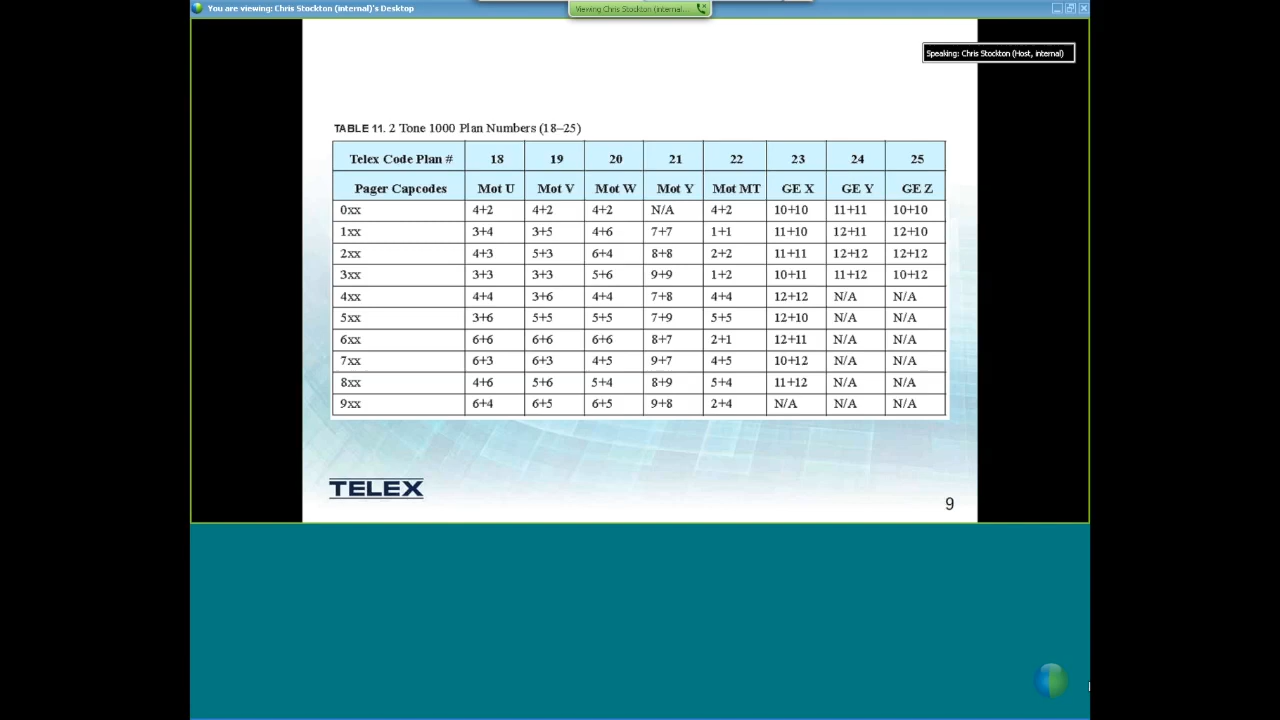 You are viewing: Chris Stockton (internal)'s Desktop
Viewing Chris Stockton (internal...
Speaking: Chris Stockton (Host, internal)
TABLE 11. 2 Tone 1000 Plan Numbers (18–25)
Telex Code Plan # 18 19 20 21 22 23 24 25
Pager Capcodes Mot U Mot V Mot W Mot Y Mot MT GE X GE Y GE Z
0xx 4+2 4+2 4+2 N/A 4+2 10+10 11+11 10+10
1xx 3+4 3+5 4+6 7+7 1+1 11+10 12+11 12+10
2xx 4+3 5+3 6+4 8+8 2+2 11+11 12+12 12+12
3xx 3+3 3+3 5+6 9+9 1+2 10+11 11+12 10+12
4xx 4+4 3+6 4+4 7+8 4+4 12+12 N/A N/A
5xx 3+6 5+5 5+5 7+9 5+5 12+10 N/A N/A
6xx 6+6 6+6 6+6 8+7 2+1 12+11 N/A N/A
7xx 6+3 6+3 4+5 9+7 4+5 10+12 N/A N/A
8xx 4+6 5+6 5+4 8+9 5+4 11+12 N/A N/A
9xx 6+4 6+5 6+5 9+8 2+4 N/A N/A N/A
TELEX
9